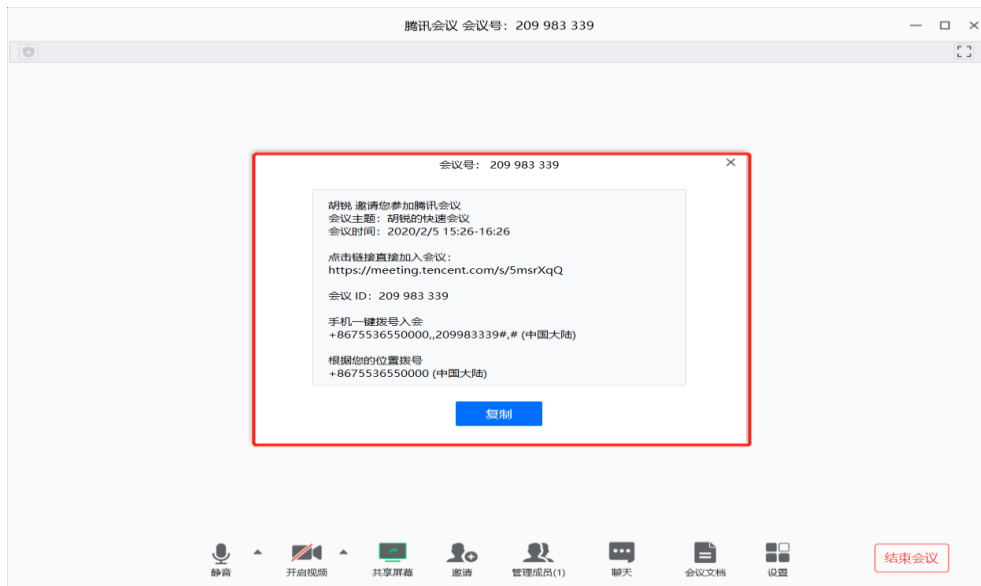 腾讯会议 会议号：209 983 339
会议号： 209 983 339
胡锐 邀请您参加腾讯会议
会议主题：胡锐的快速会议
会议时间：2020/2/5 15:26-16:26
点击链接直接加入会议：
https://meeting.tencent.com/s/5msrXqQ
会议 ID：209 983 339
手机一键拨号入会
+8675536550000,,209983339#,# (中国大陆)
根据您的位置拨号
+8675536550000 (中国大陆)
复制
静音
开启视频
共享屏幕
邀请
管理成员(1)
聊天
会议文档
设置
结束会议